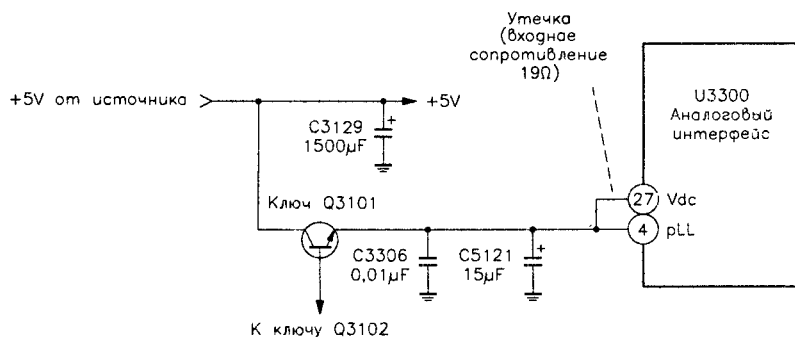 Утечка
(входнае
сопротивление
19Ω)
+5V от источника
+5V
U3300
Аналоговый
интерфейс
C3129
1500μF
+
Ключ Q3101
27
Vdc
4
pLL
C3306
0,01μF
C5121
15μF
+
К ключу Q3102